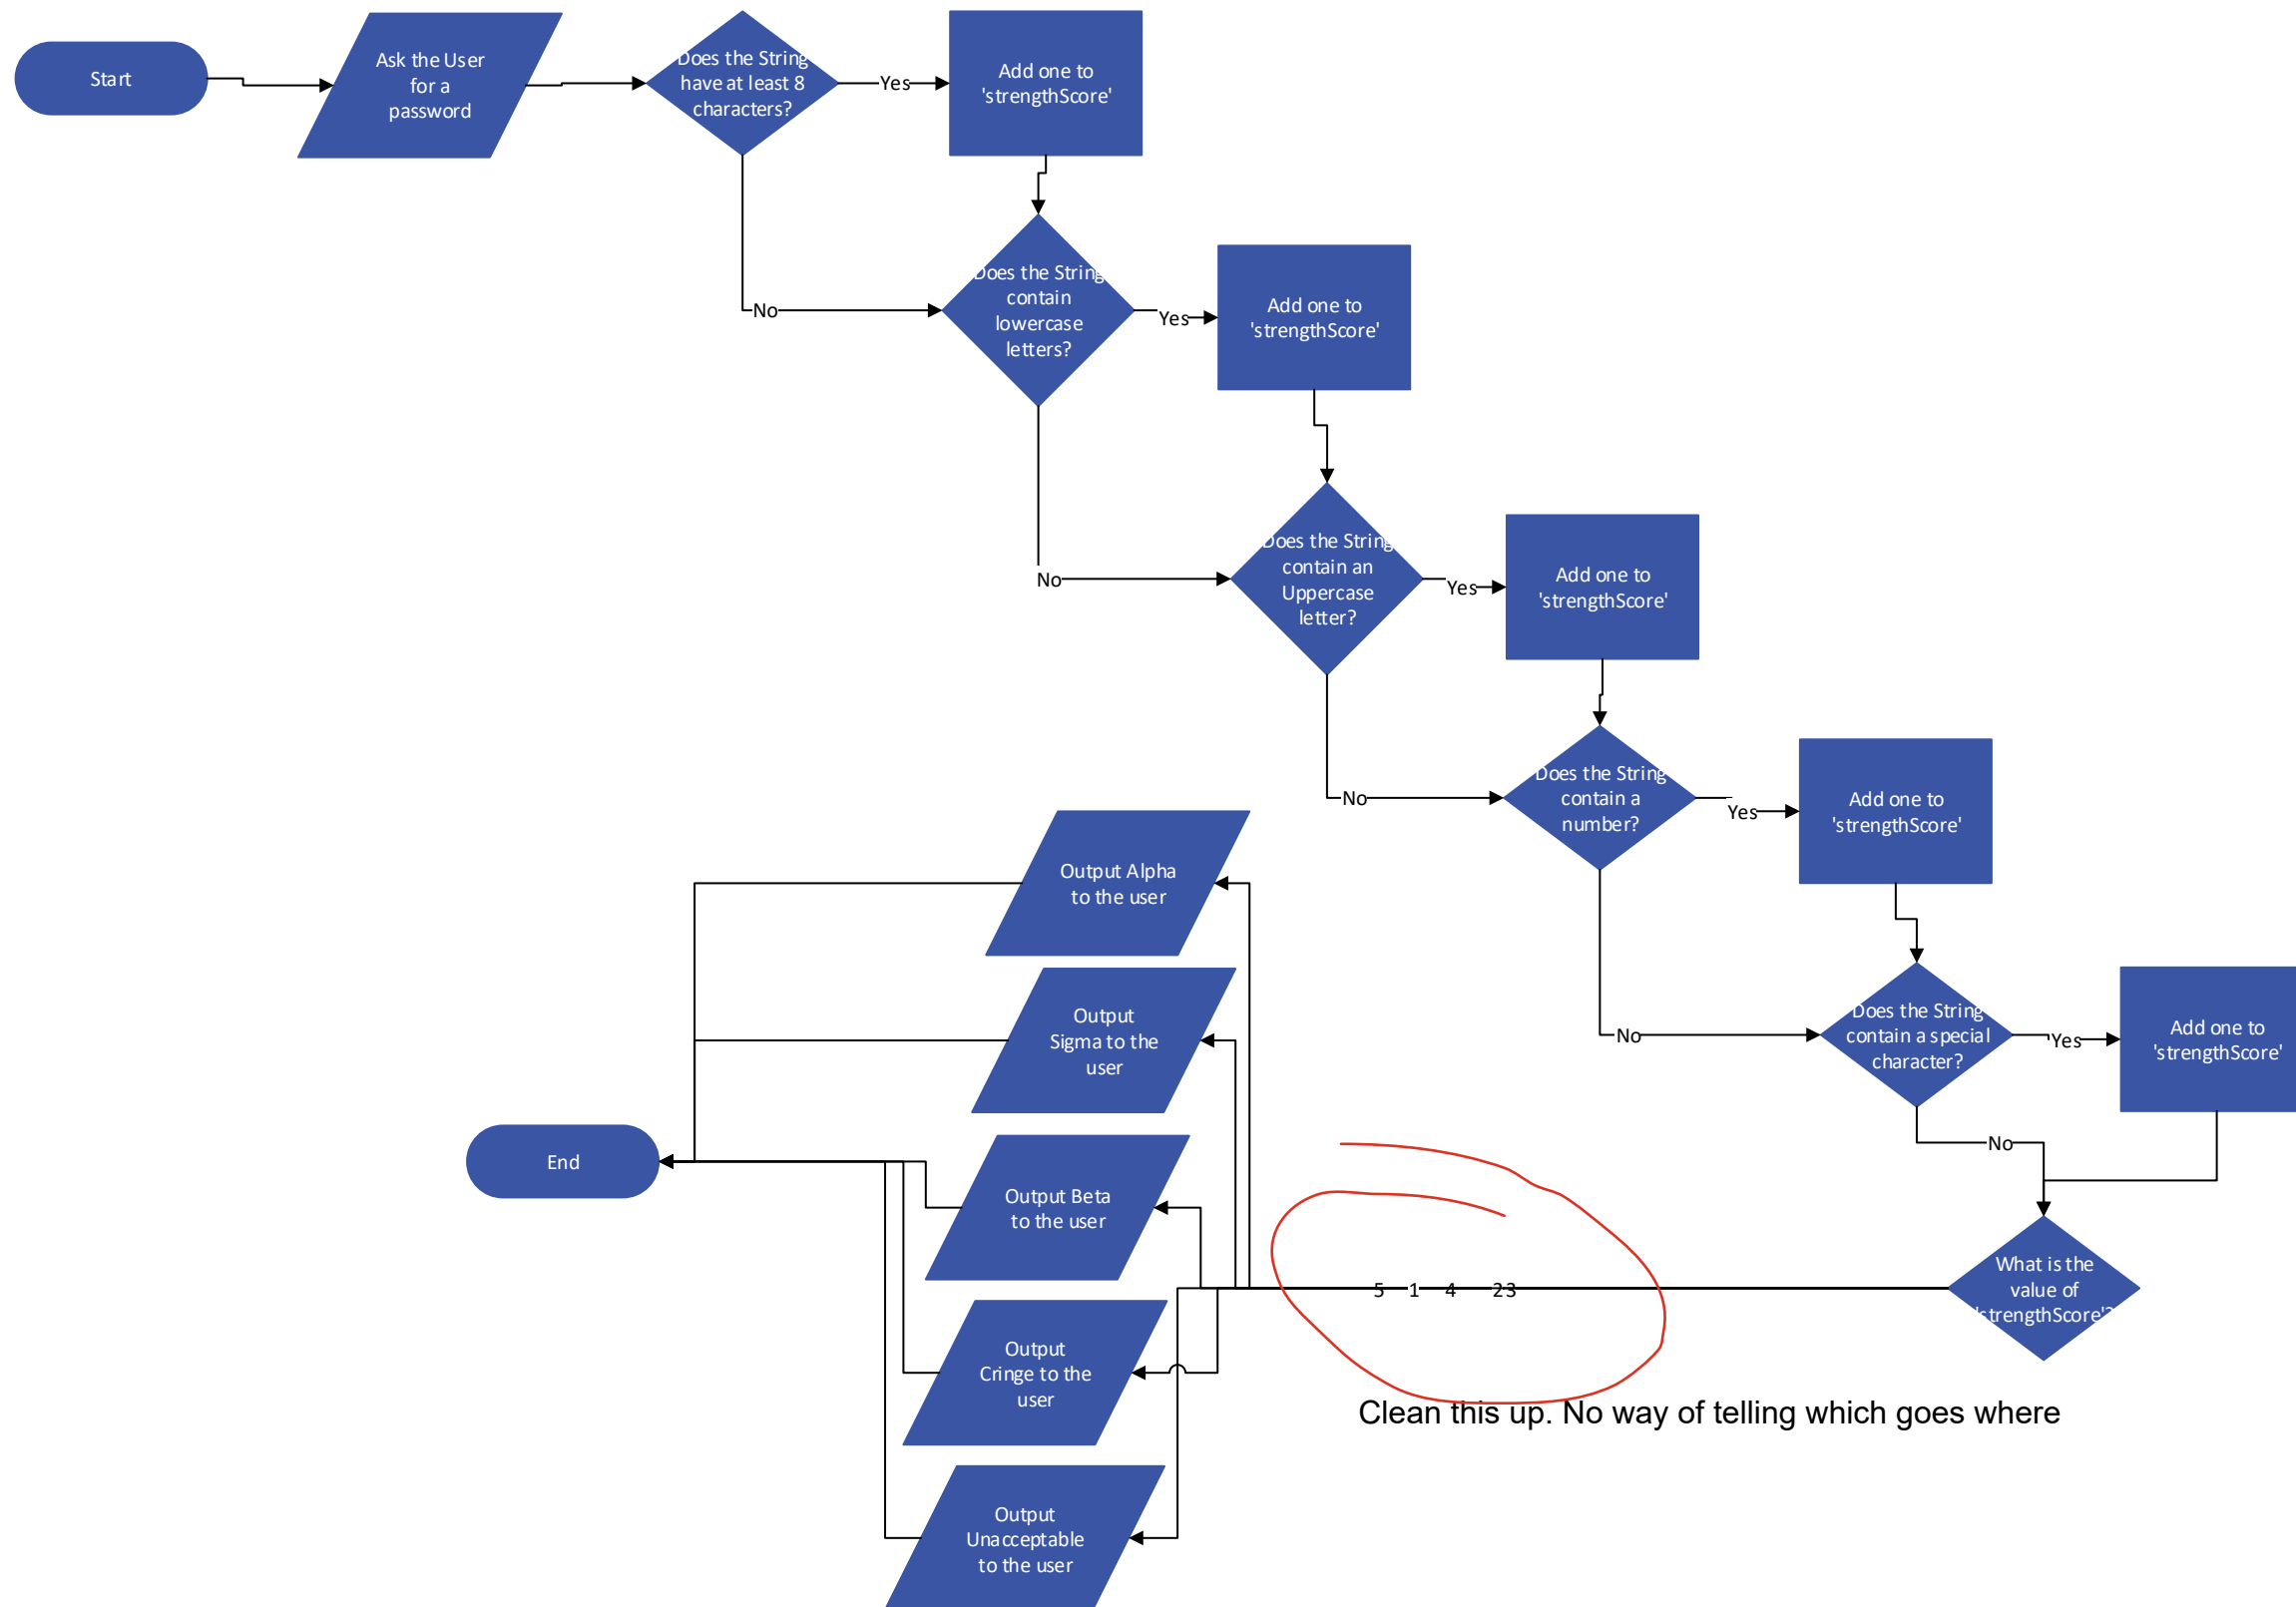 Start
Ask the User
for a
password
Does the String
have at least 8
characters?
Yes
Add one to
'strengthScore'
No
Does the String
contain
lowercase
letters?
Yes
Add one to
'strengthScore'
No
Does the String
contain an
Uppercase
letter?
Yes
Add one to
'strengthScore'
No
Does the String
contain a
number?
Yes
Add one to
'strengthScore'
No
Does the String
contain a special
character?
Yes
Add one to
'strengthScore'
No
What is the
value of
'strengthScore'?
5 1 4 23
Clean this up. No way of telling which goes where
Output Alpha
to the user
Output
Sigma to the
user
Output Beta
to the user
Output
Cringe to the
user
Output
Unacceptable
to the user
End